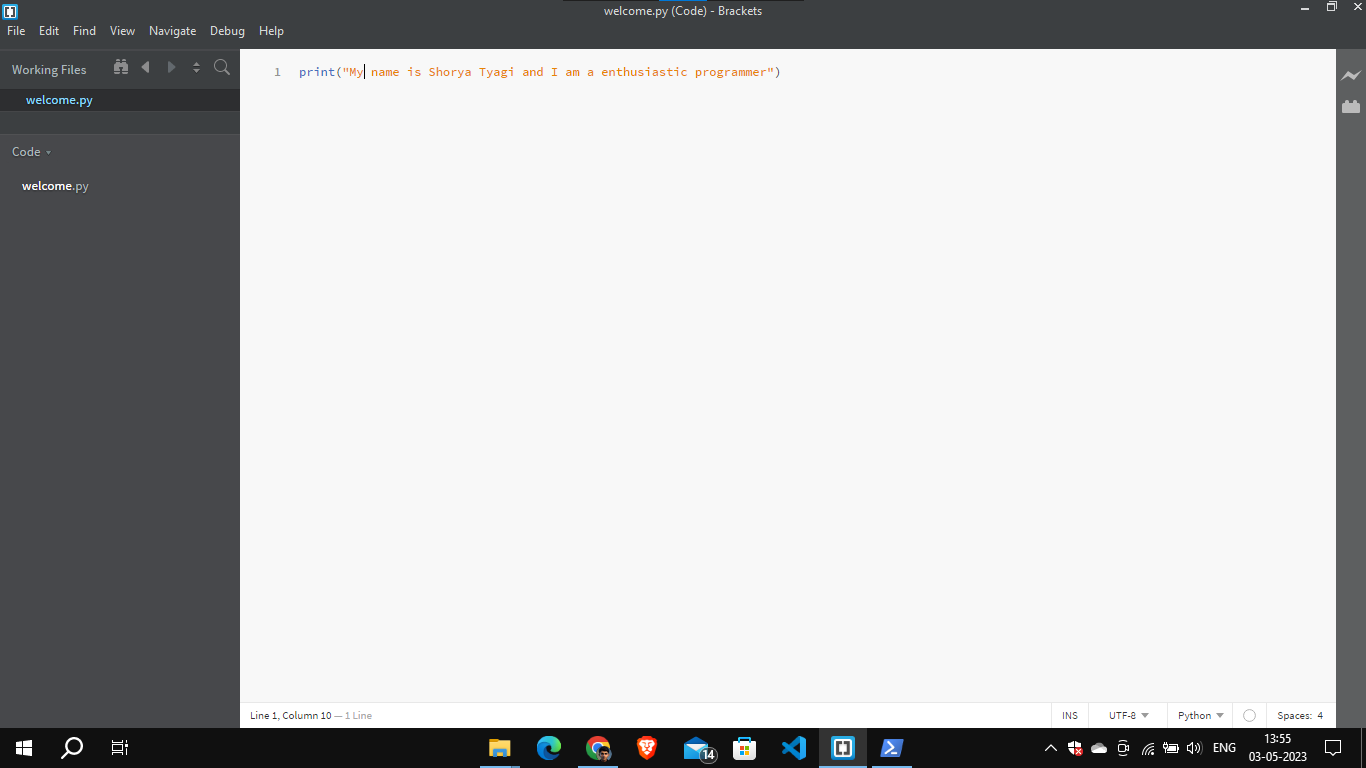 welcome.py (Code) - Brackets
File Edit Find View Navigate Debug Help
Working Files
welcome.py
Code
welcome.py
1 print("My name is Shorya Tyagi and I am a enthusiastic programmer")
Line 1, Column 10 — 1 Line
INS UTF-8 Python Spaces: 4
14
ENG
13:55
03-05-2023